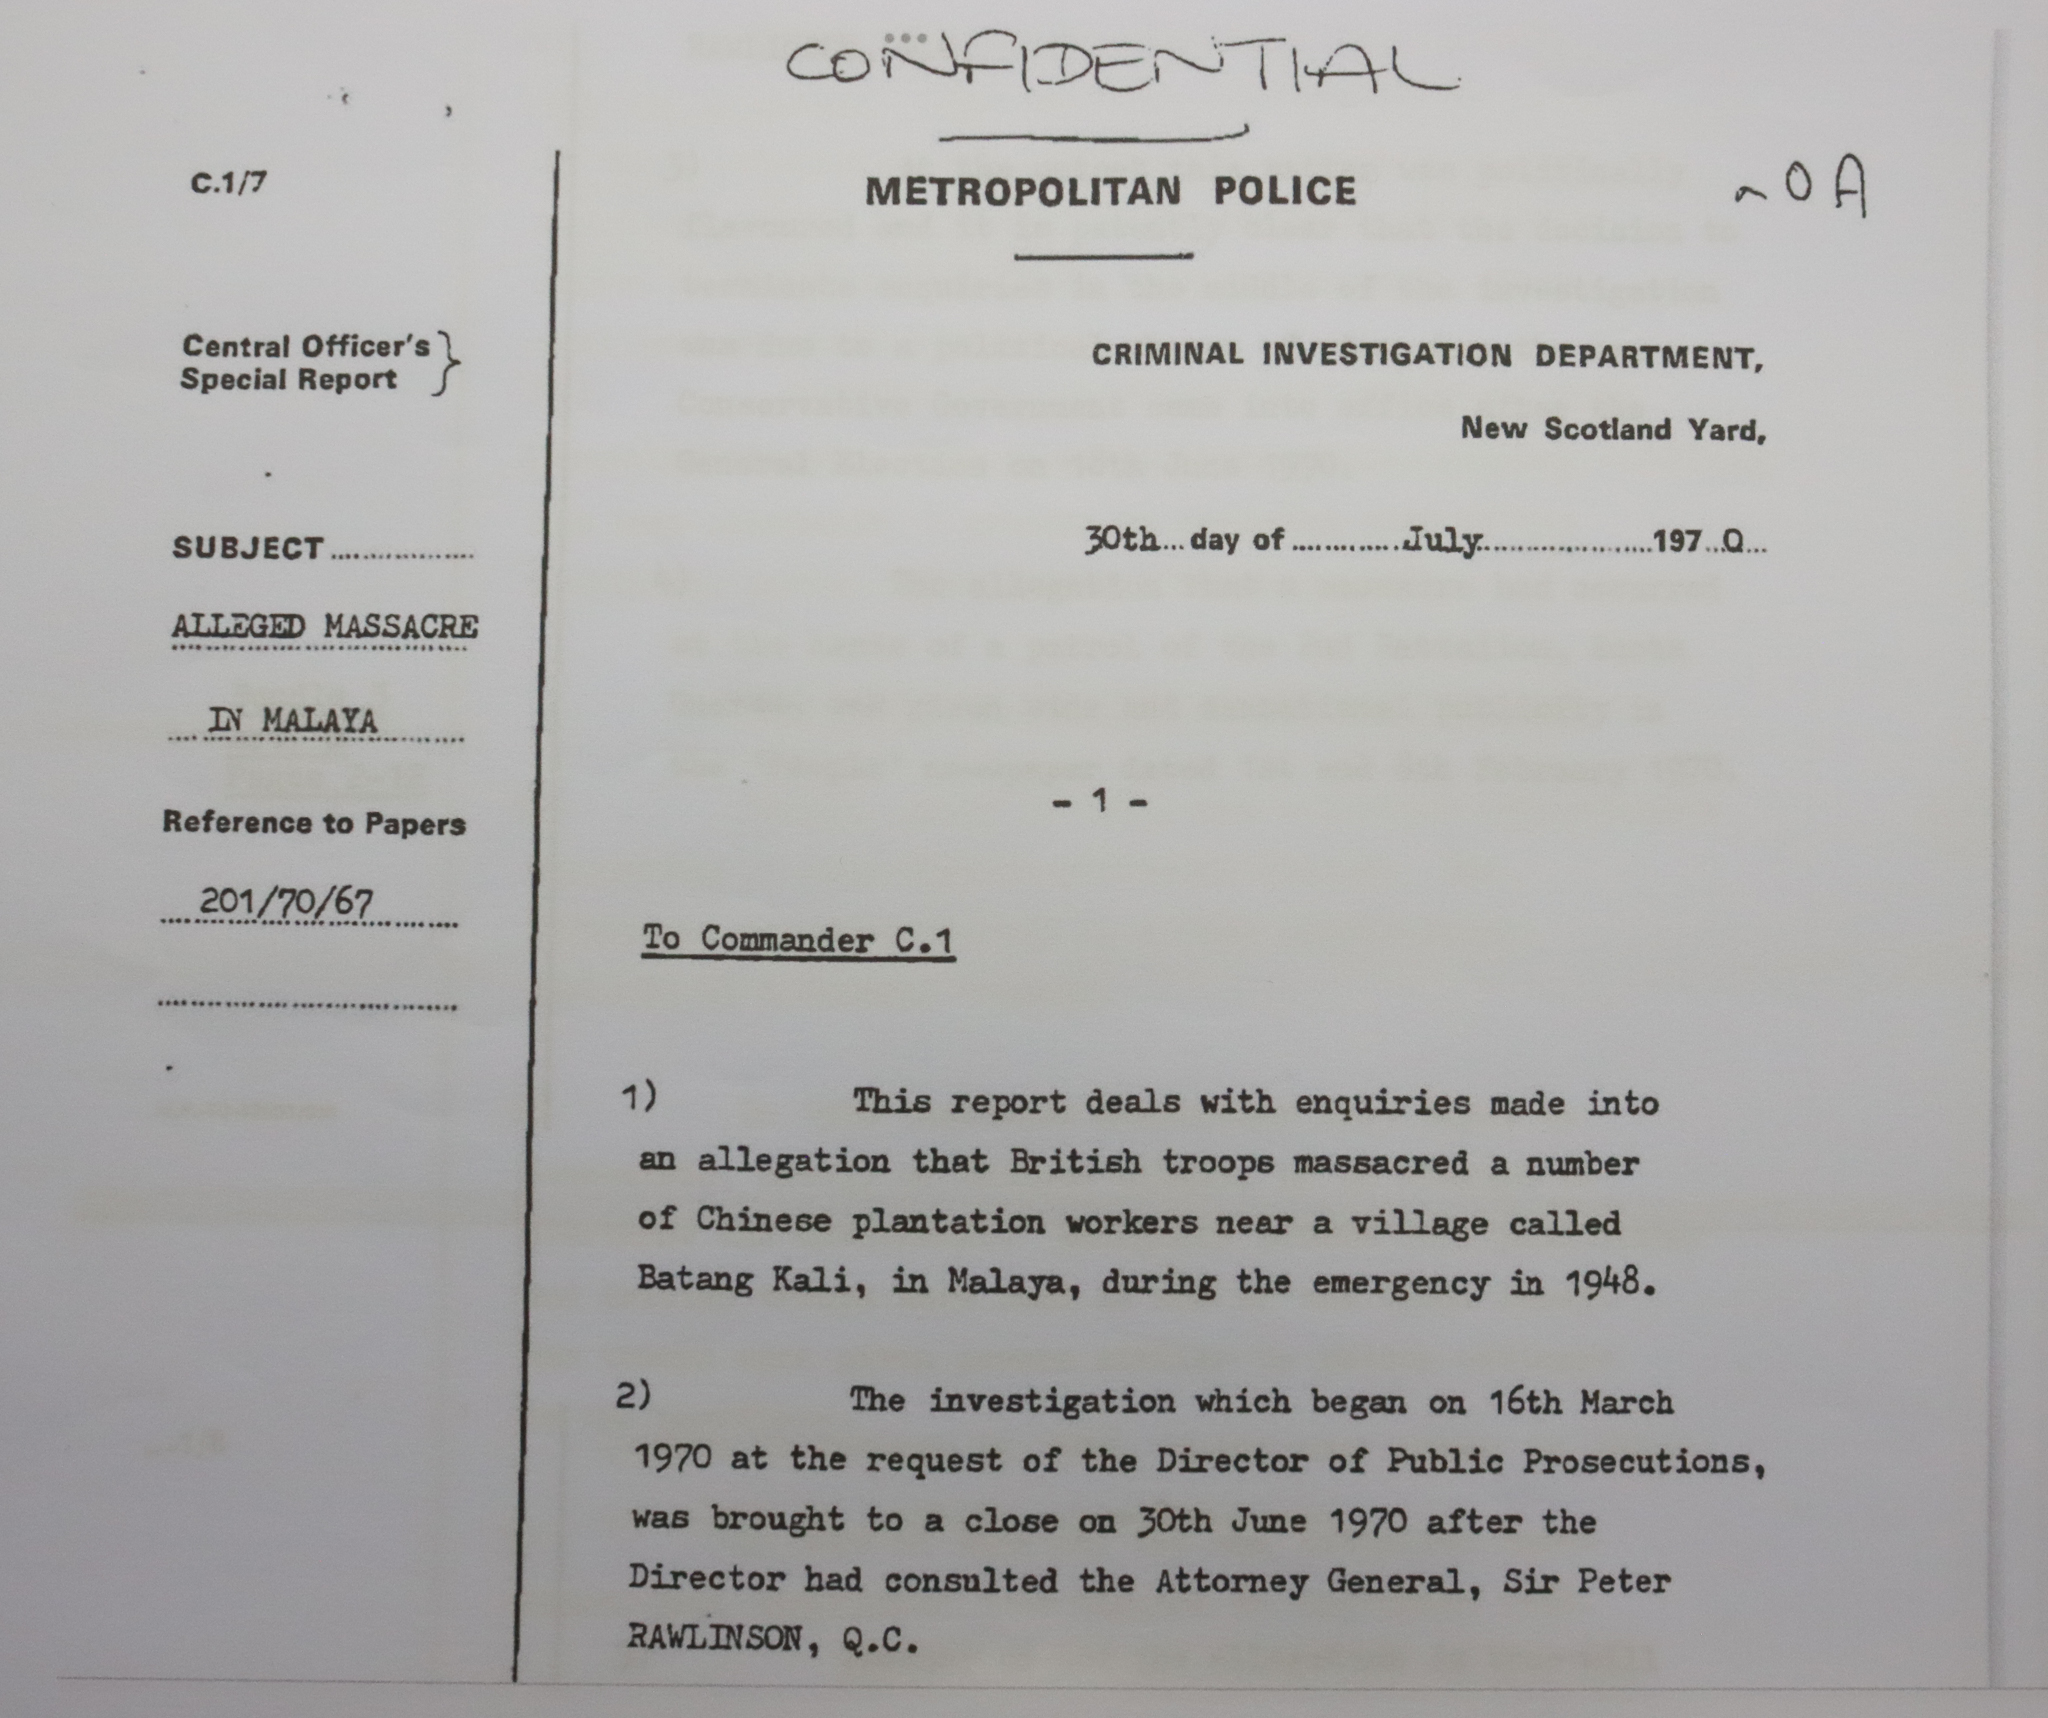 CONFIDENTIAL
C.1/7
METROPOLITAN POLICE
OA
Central Officer's
Special Report
CRIMINAL INVESTIGATION DEPARTMENT,
New Scotland Yard,
30th day of July 1970
SUBJECT
ALLEGED MASSACRE
IN MALAYA
Reference to Papers
201/70/67
- 1 -
To Commander C.1
1) This report deals with enquiries made into
an allegation that British troops massacred a number
of Chinese plantation workers near a village called
Batang Kali, in Malaya, during the emergency in 1948.
2) The investigation which began on 16th March
1970 at the request of the Director of Public Prosecutions,
was brought to a close on 30th June 1970 after the
Director had consulted the Attorney General, Sir Peter
RAWLINSON, Q.C.